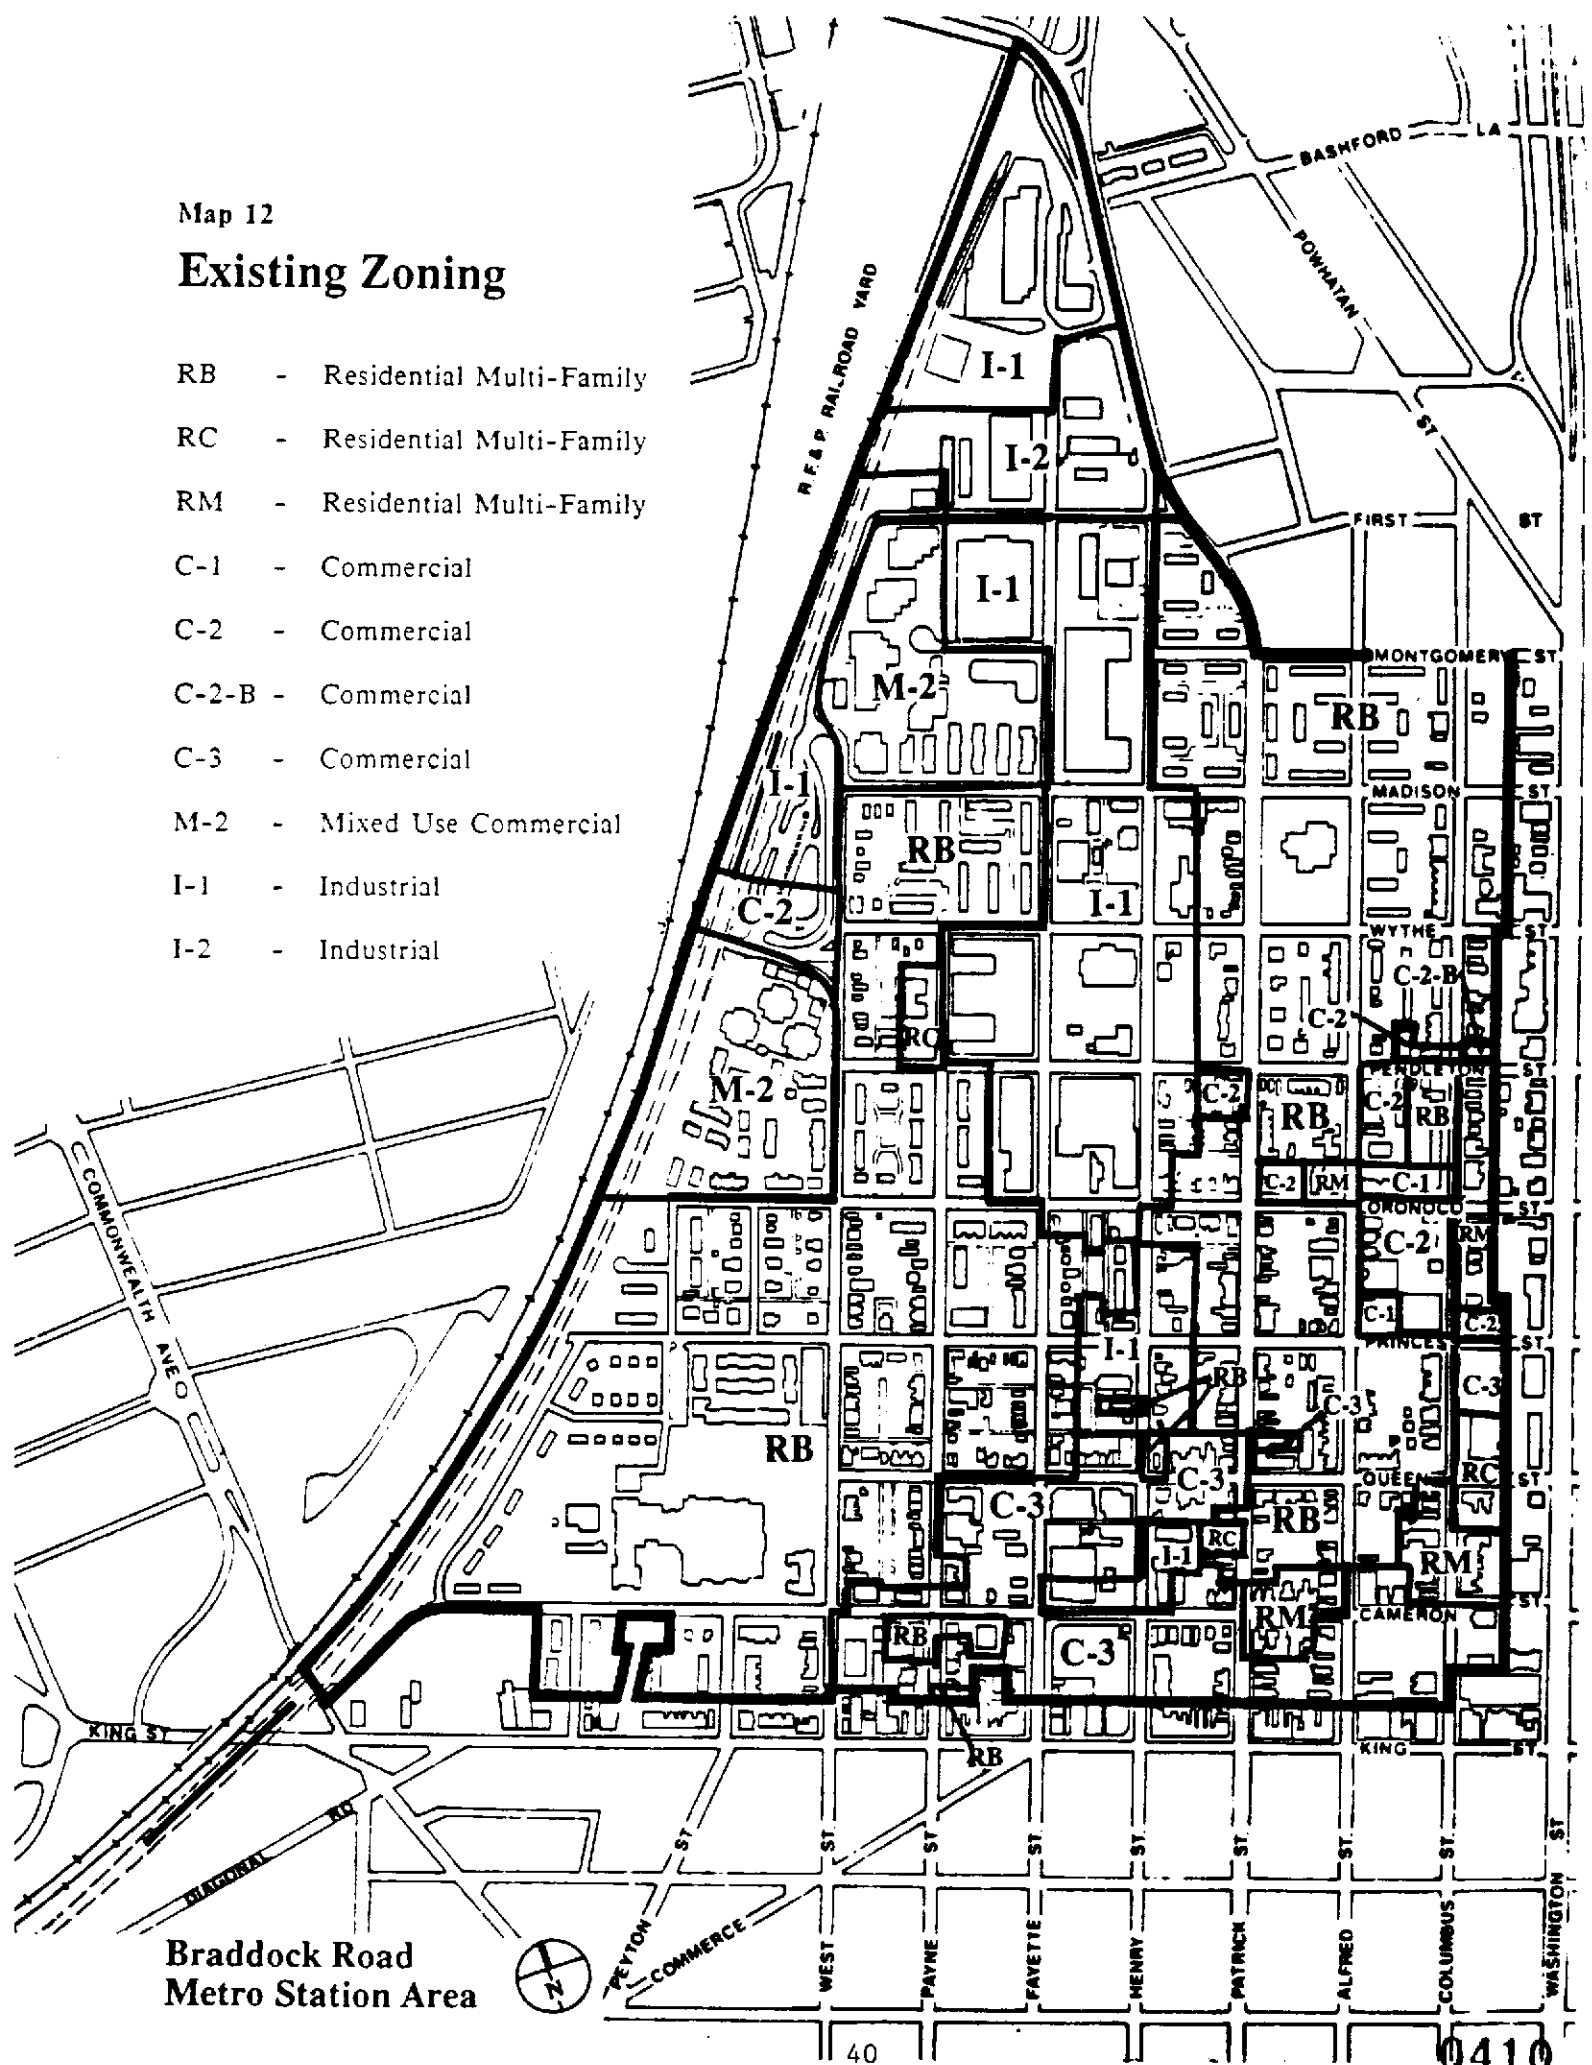 Map 12
Existing Zoning
RB - Residential Multi-Family
RC - Residential Multi-Family
RM - Residential Multi-Family
C-1 - Commercial
C-2 - Commercial
C-2-B - Commercial
C-3 - Commercial
M-2 - Mixed Use Commercial
I-1 - Industrial
I-2 - Industrial
BASHFORD LA
POWHATAN ST
R.F.& P. RAILROAD YARD
I-1
I-2
FIRST ST
I-1
MONTGOMERY ST
M-2
RB
I-1
MADISON ST
RB
I-1
C-2
WYTHE ST
C-2-B
C-2
RC
PENDLETON ST
M-2
C-2
RB
C-2
RB
C-2
RM
C-1
ORONOCO ST
C-2
RM
C-1
C-2
PRINCESS ST
I-1
RB
C-3
C-3
RB
C-3
RC
QUEEN ST
C-3
RB
I-1
RC
RM
CAMERON ST
RB
RM
C-3
RB
COMMONWEALTH AVE
KING ST
KING ST
DIAGONAL RD
PEYTON ST
COMMERCE
WEST ST
PAYNE ST
FAYETTE ST
HENRY ST
PATRICK ST
ALFRED ST
COLUMBUS ST
WASHINGTON ST
Braddock Road
Metro Station Area
N
40
0410